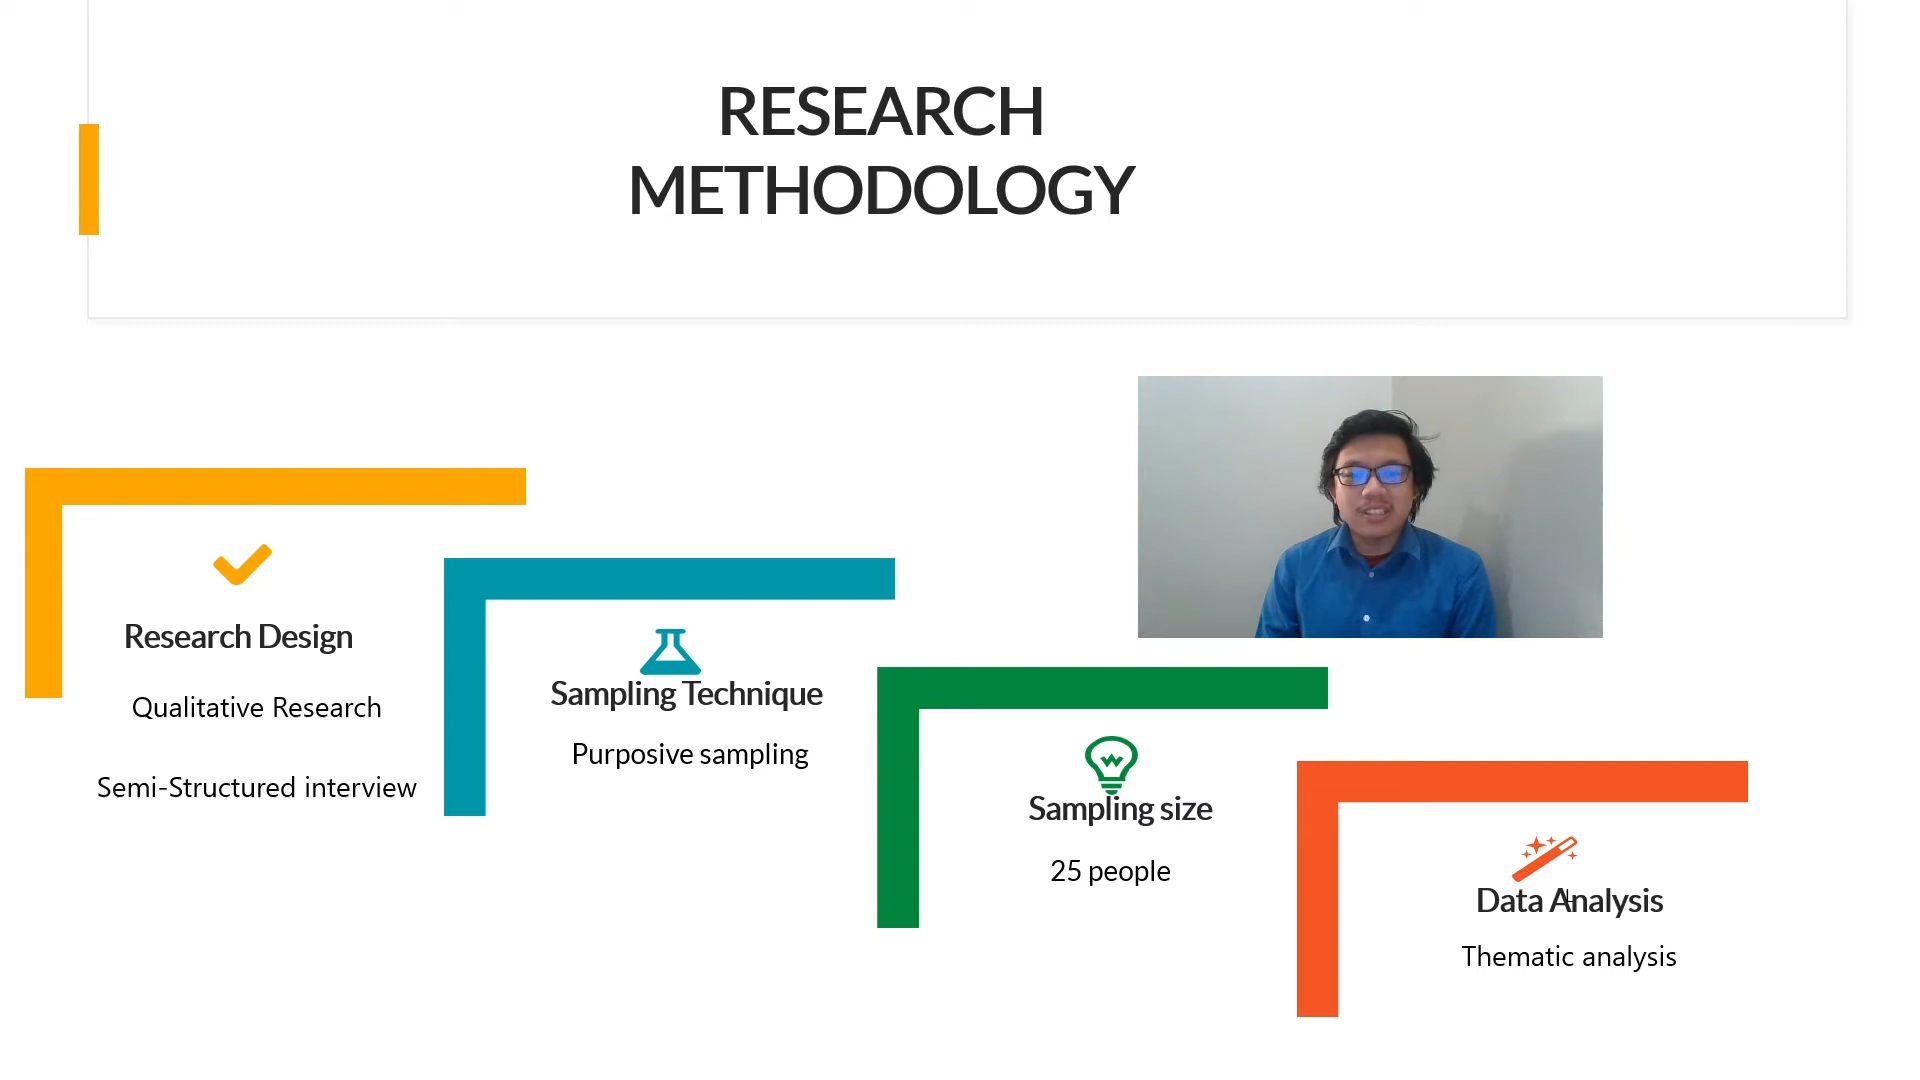 RESEARCH
METHODOLOGY
Research Design
Qualitative Research
Semi-Structured interview
Sampling Technique
Purposive sampling
Sampling size
25 people
Data Analysis
Thematic analysis